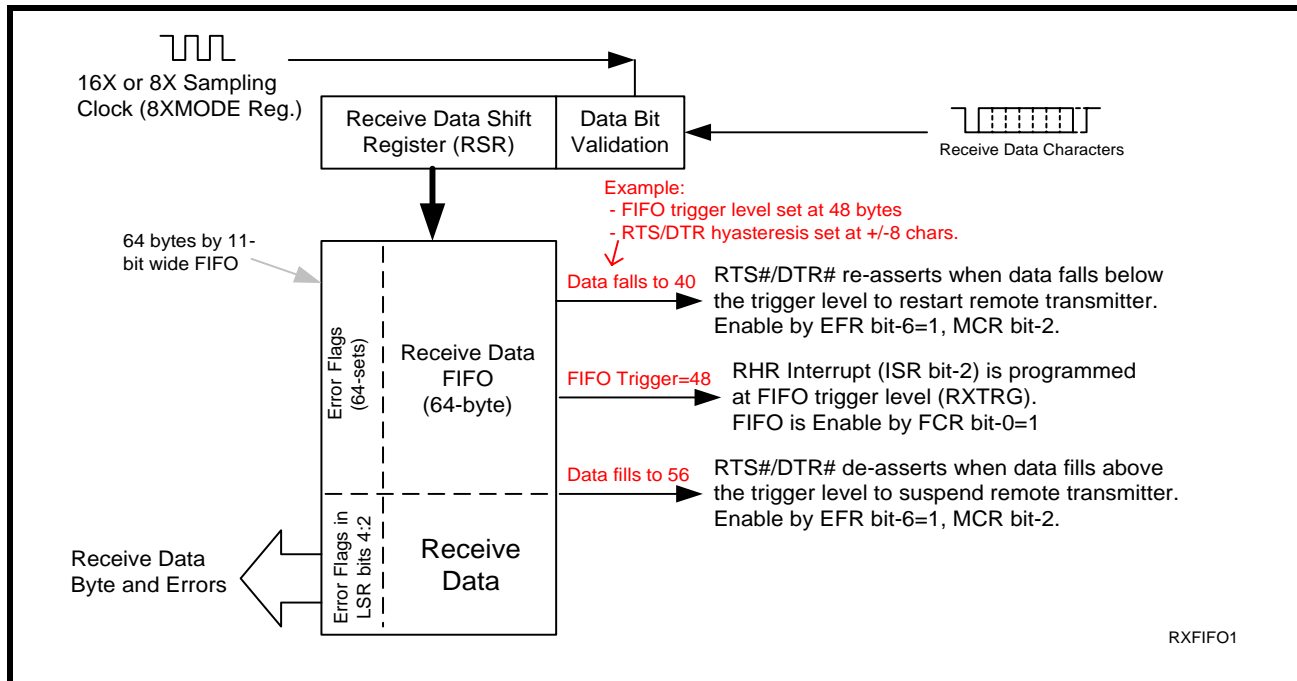 16X or 8X Sampling
Clock (8XMODE Reg.)
Receive Data Shift
Register (RSR)
Data Bit
Validation
Receive Data Characters
Example:
- FIFO trigger level set at 48 bytes
- RTS/DTR hyasteresis set at +/-8 chars.
64 bytes by 11-
bit wide FIFO
Error Flags
(64-sets)
Receive Data
FIFO
(64-byte)
Data falls to 40
RTS#/DTR# re-asserts when data falls below
the trigger level to restart remote transmitter.
Enable by EFR bit-6=1, MCR bit-2.
FIFO Trigger=48
RHR Interrupt (ISR bit-2) is programmed
at FIFO trigger level (RXTRG).
FIFO is Enable by FCR bit-0=1
Data fills to 56
RTS#/DTR# de-asserts when data fills above
the trigger level to suspend remote transmitter.
Enable by EFR bit-6=1, MCR bit-2.
Error Flags in
LSR bits 4:2
Receive
Data
Receive Data
Byte and Errors
RXFIFO1